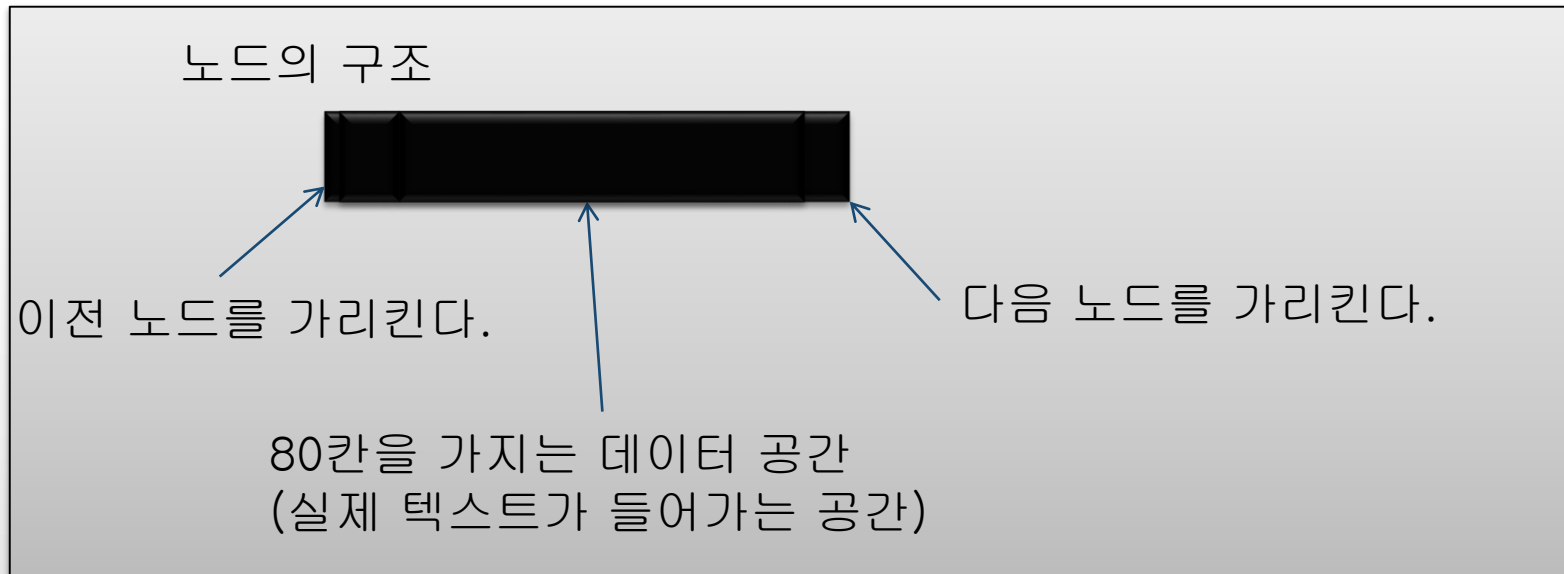 노드의 구조
이전 노드를 가리킨다.
다음 노드를 가리킨다.
80칸을 가지는 데이터 공간
(실제 텍스트가 들어가는 공간)